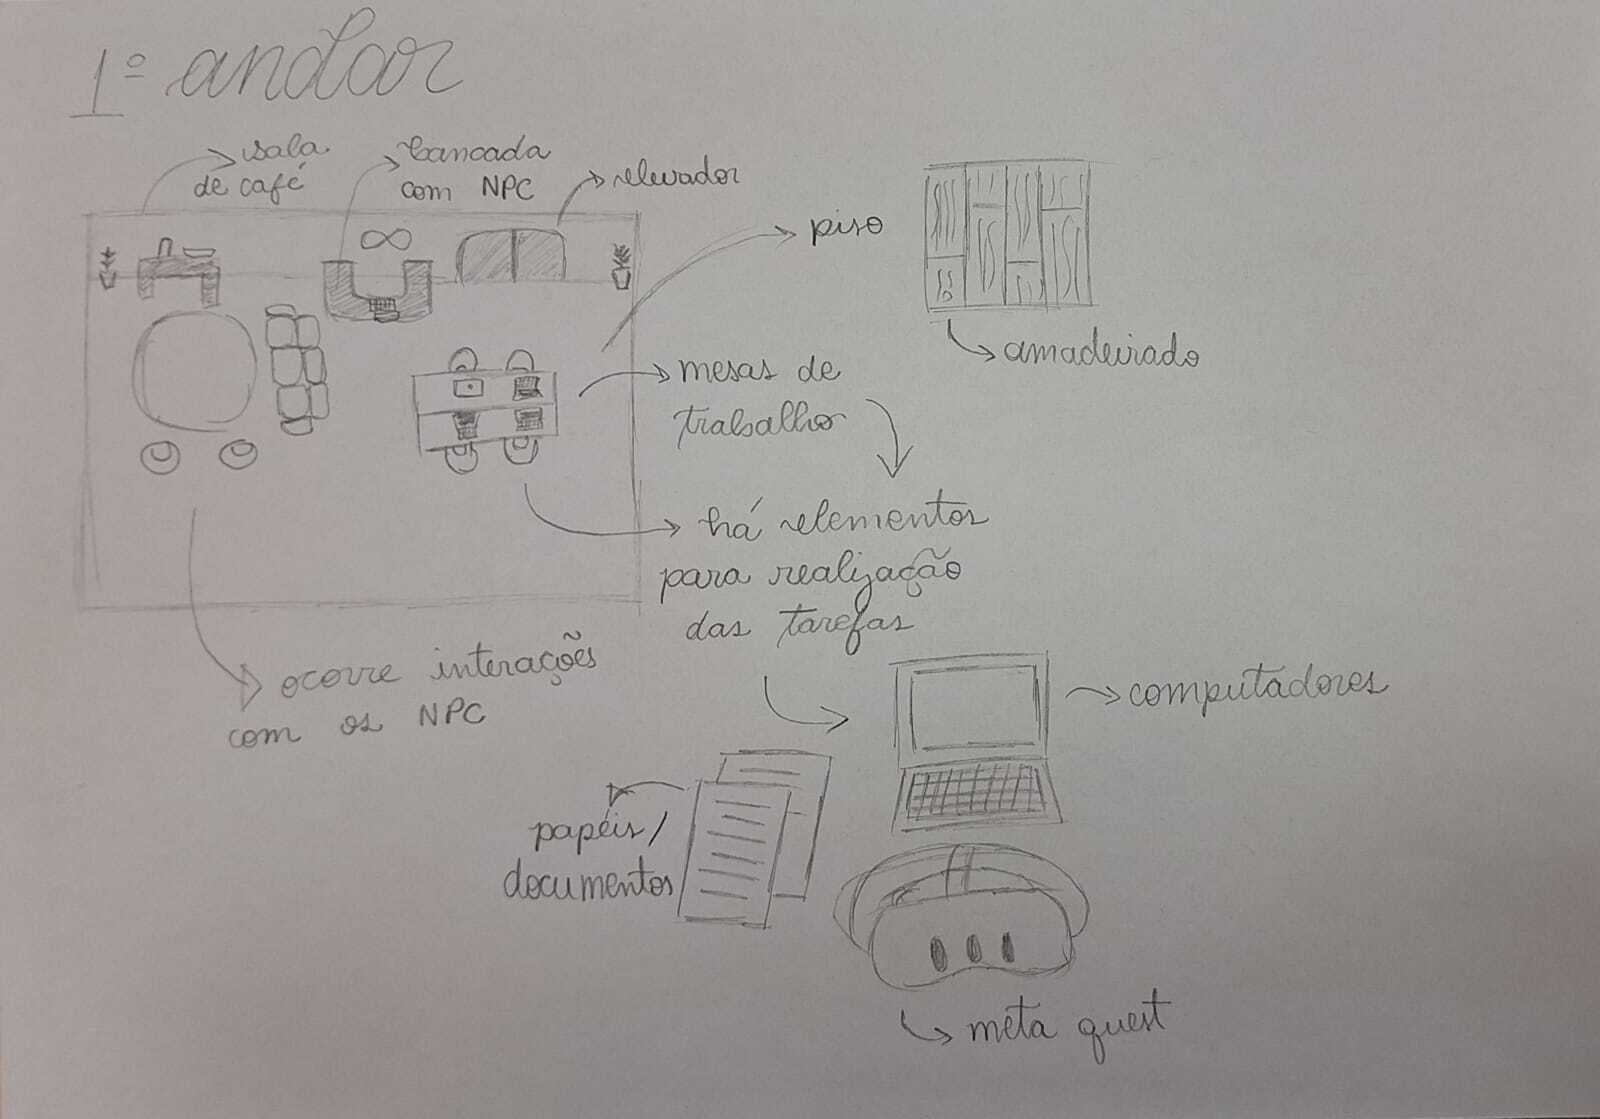 1º andar
sala
de café
bancada
com NPC
elevador
piso
amadeirado
mesas de
trabalho
há elementos
para realização
das tarefas
ocorre interações
com os NPC
computadores
papéis/
documentos
meta quest